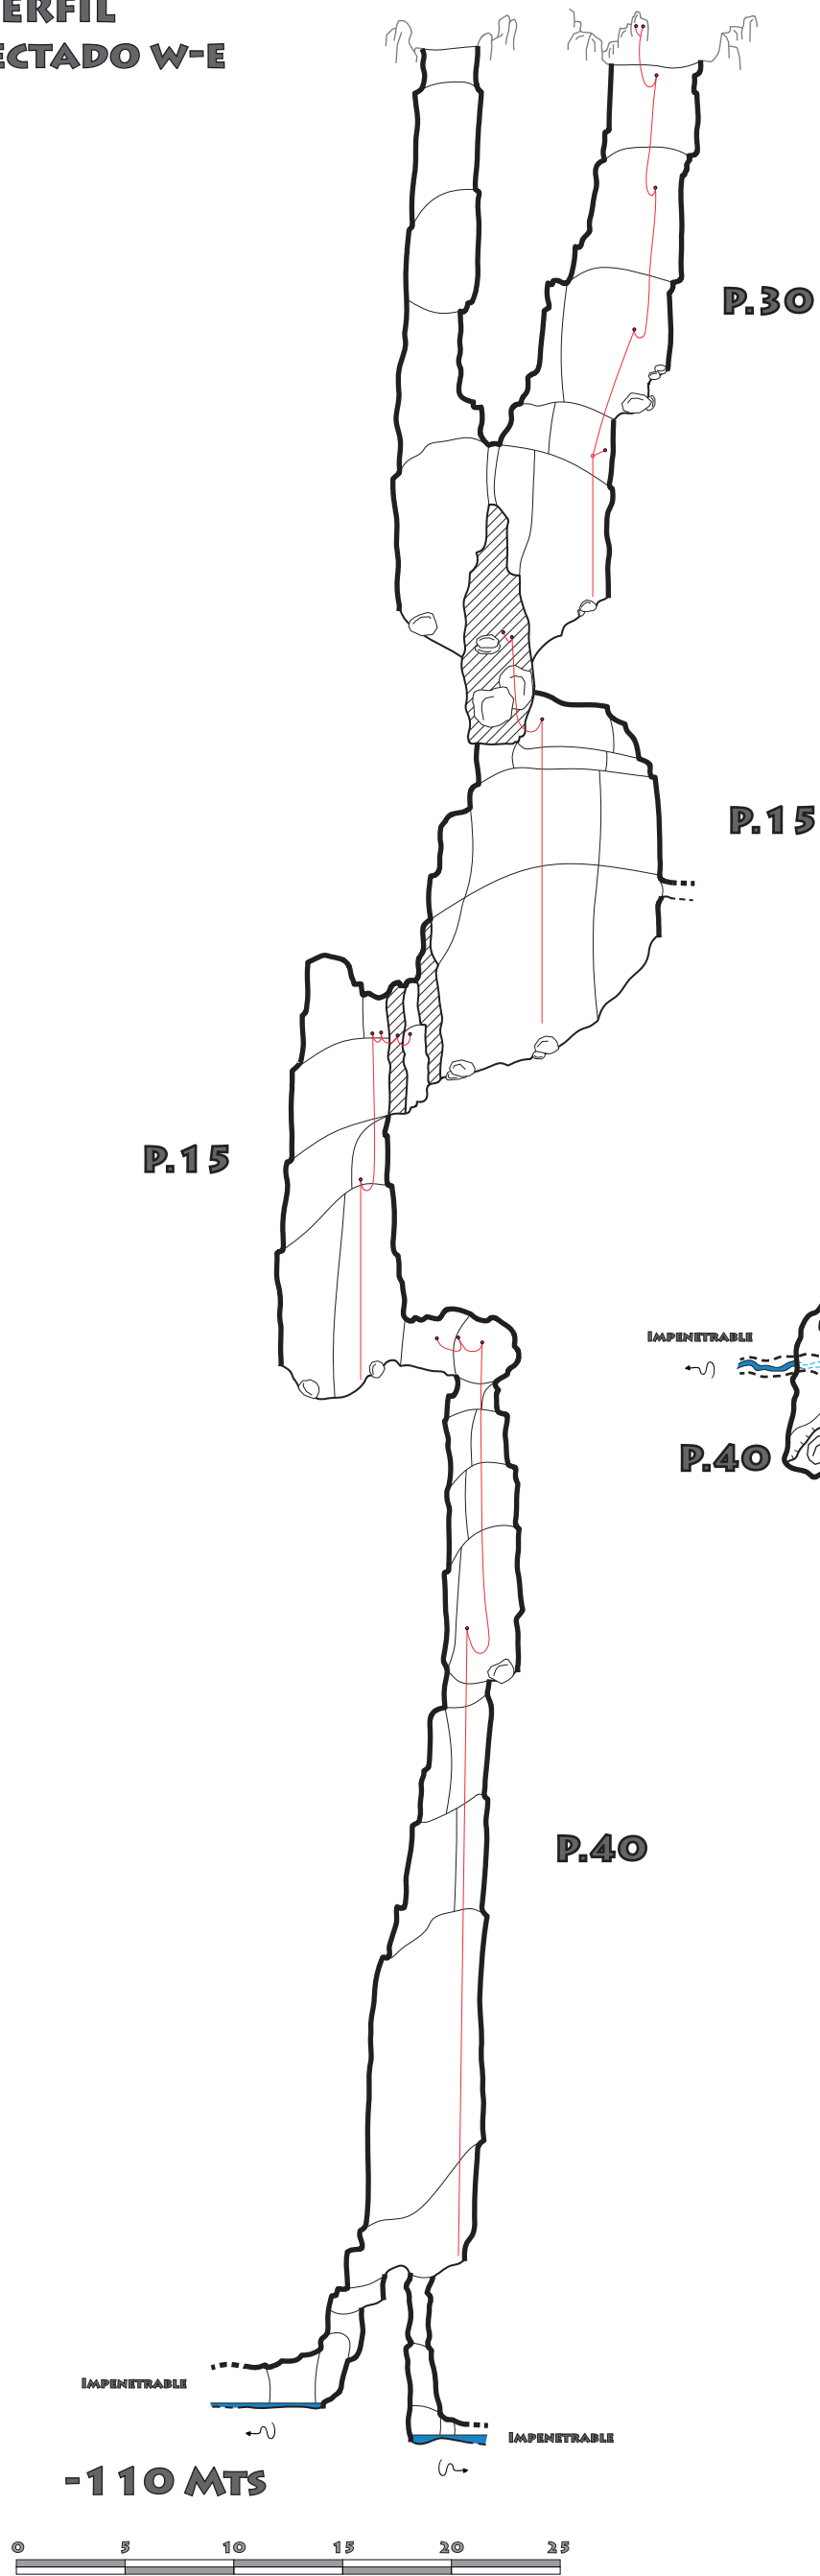 ERFIL
ECTADO W-E
P.30
P.15
P.15
IMPENETRABLE
P.40
P.40
IMPENETRABLE
IMPENETRABLE
-110 MTS
0 5 10 15 20 25